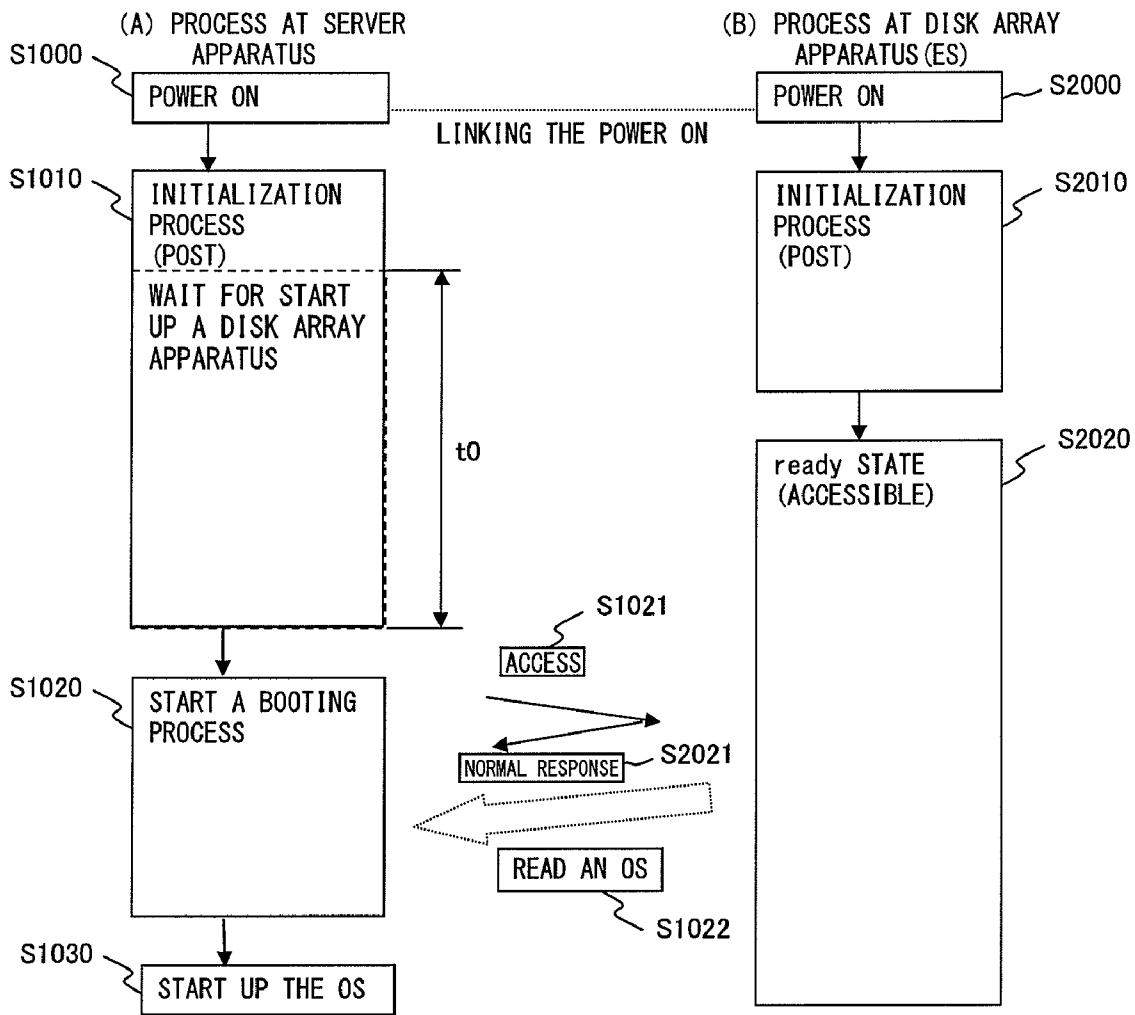 (A) PROCESS AT SERVER
APPARATUS
(B) PROCESS AT DISK ARRAY
APPARATUS(ES)
S1000
POWER ON
LINKING THE POWER ON
POWER ON
S2000
S1010
INITIALIZATION
PROCESS
(POST)
WAIT FOR START
UP A DISK ARRAY
APPARATUS
t0
INITIALIZATION
PROCESS
(POST)
S2010
ready STATE
(ACCESSIBLE)
S2020
S1021
ACCESS
S1020
START A BOOTING
PROCESS
NORMAL RESPONSE
S2021
READ AN OS
S1022
S1030
START UP THE OS